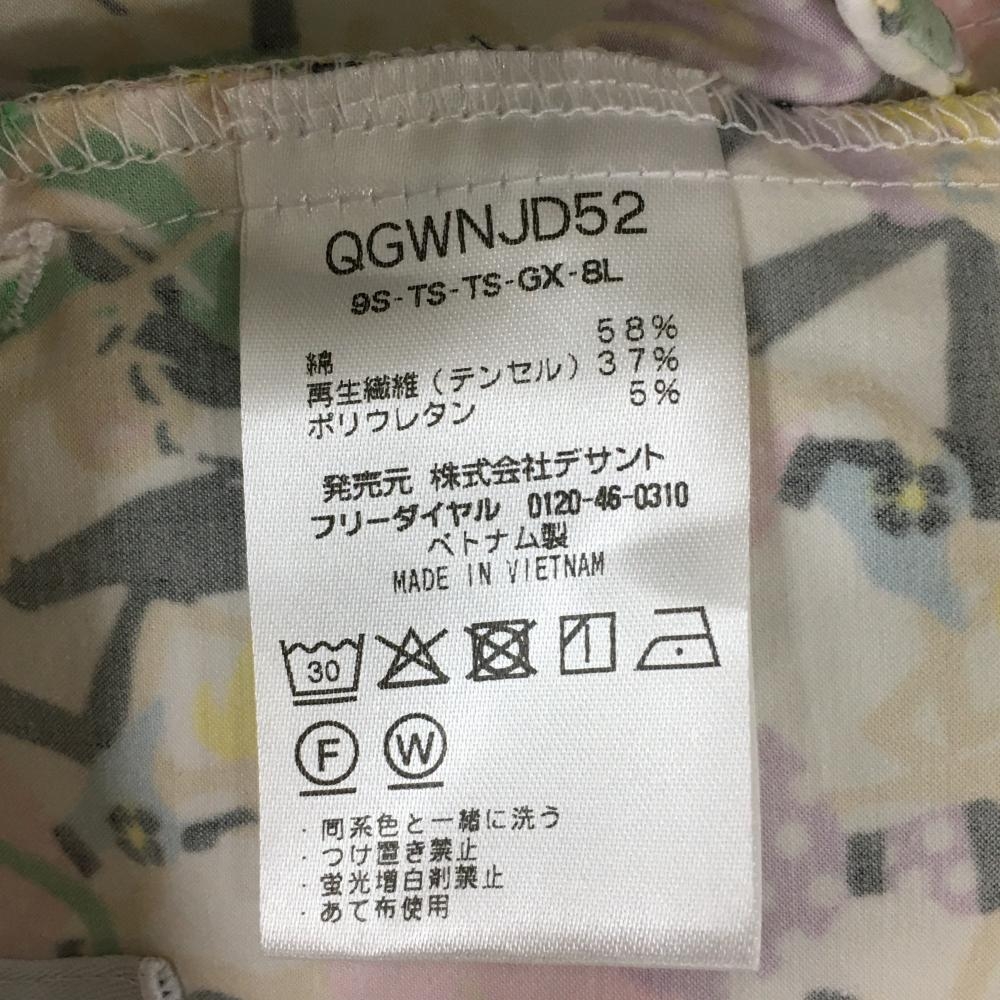 QGWNJD52
9S-TS-TS-GX-8L
綿 58%
再生繊維(テンセル) 37%
ポリウレタン 5%
発売元 株式会社デサント
フリーダイヤル 0120-46-0310
ベトナム製
MADE IN VIETNAM
30
F W
・同系色と一緒に洗う
・つけ置き禁止
・蛍光増白剤禁止
・あて布使用